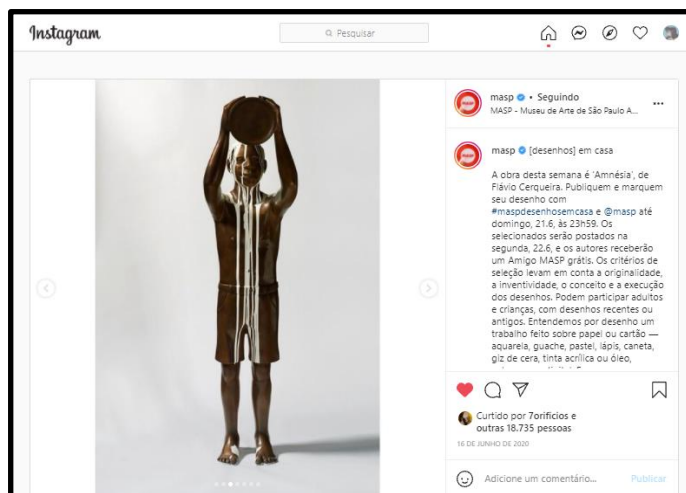 Instagram
Pesquisar
masp • Seguindo
MASP - Museu de Arte de São Paulo A...
masp [desenhos] em casa
A obra desta semana é 'Amnésia', de
Flávio Cerqueira. Publiquem e marquem
seu desenho com
#maspdesenhosemcasa e @masp até
domingo, 21.6, às 23h59. Os
selecionados serão postados na
segunda, 22.6, e os autores receberão
um Amigo MASP grátis. Os critérios de
seleção levam em conta a originalidade,
a inventividade, o conceito e a execução
dos desenhos. Podem participar adultos
e crianças, com desenhos recentes ou
antigos. Entendemos por desenho um
trabalho feito sobre papel ou cartão —
aquarela, guache, pastel, lápis, caneta,
giz de cera, tinta acrílica ou óleo,
Curtido por 7orificios e
outras 18.735 pessoas
16 DE JUNHO DE 2020
Adicione um comentário... Publicar